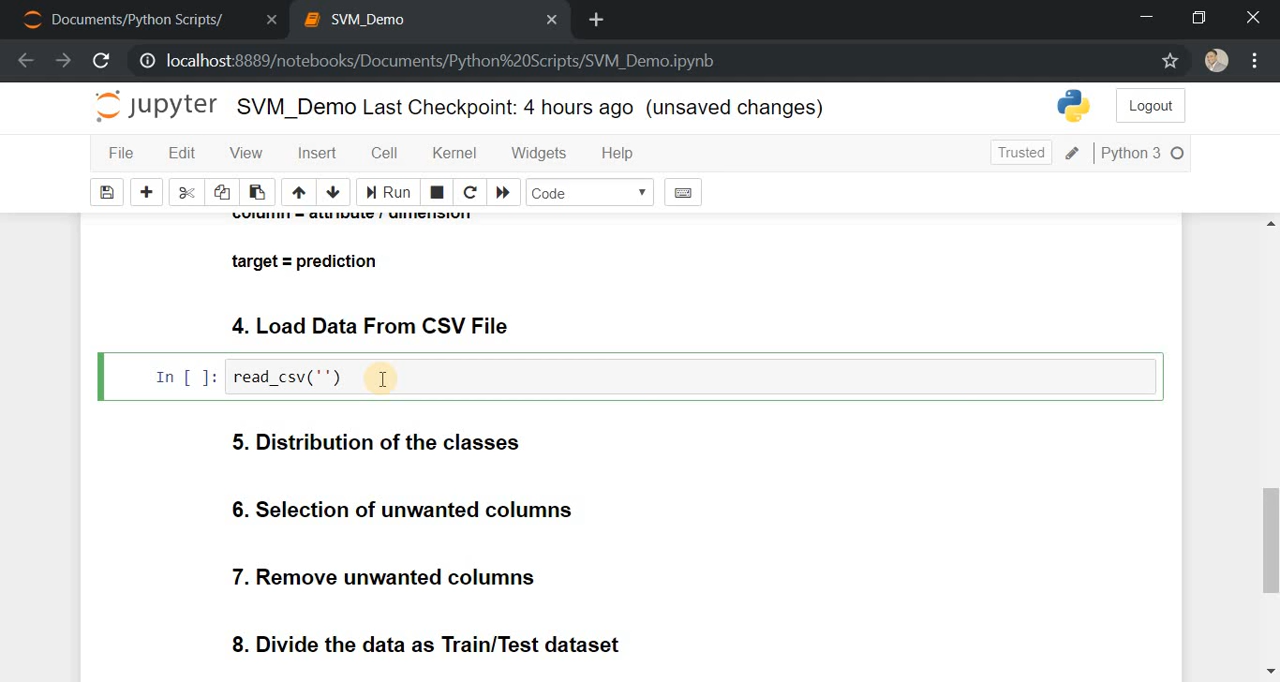 Documents/Python Scripts/
SVM_Demo
localhost:8889/notebooks/Documents/Python%20Scripts/SVM_Demo.ipynb
jupyter SVM_Demo Last Checkpoint: 4 hours ago (unsaved changes)
Logout
File Edit View Insert Cell Kernel Widgets Help Trusted Python 3
Run Code
column = attribute / dimension
target = prediction
4. Load Data From CSV File
In [ ]: read_csv('')
5. Distribution of the classes
6. Selection of unwanted columns
7. Remove unwanted columns
8. Divide the data as Train/Test dataset